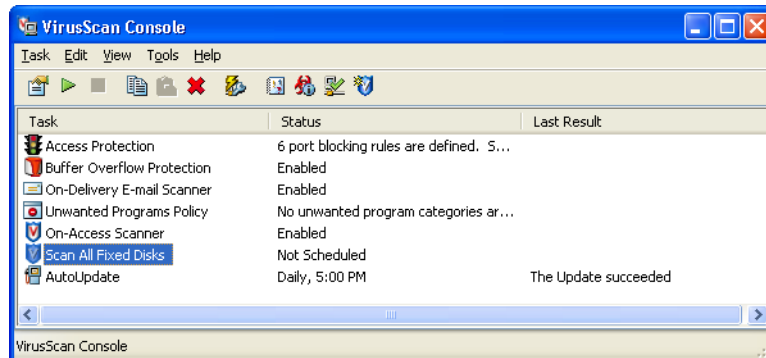 VirusScan Console
Task Edit View Tools Help
Task Status Last Result
Access Protection 6 port blocking rules are defined. S...
Buffer Overflow Protection Enabled
On-Delivery E-mail Scanner Enabled
Unwanted Programs Policy No unwanted program categories ar...
On-Access Scanner Enabled
Scan All Fixed Disks Not Scheduled
AutoUpdate Daily, 5:00 PM The Update succeeded
VirusScan Console